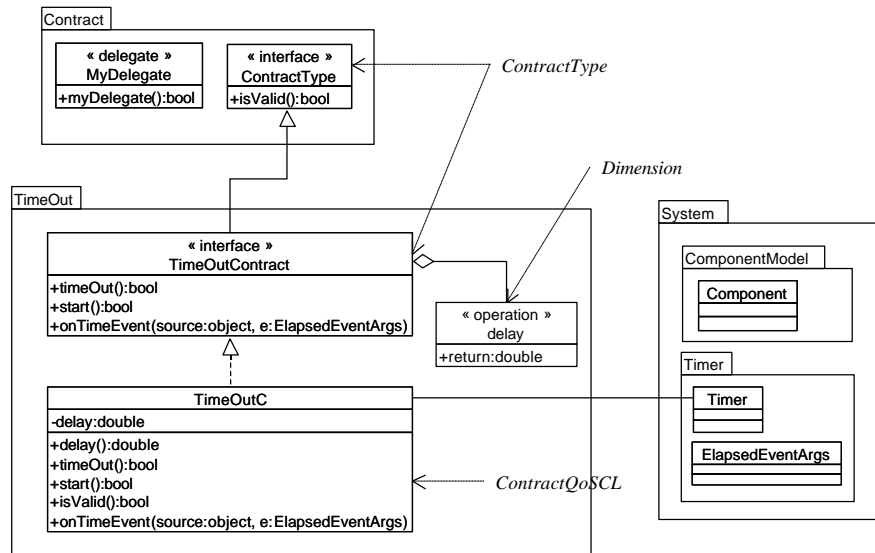 Contract
« delegate »
MyDelegate
+myDelegate():bool
« interface »
ContractType
+isValid():bool
ContractType
Dimension
TimeOut
« interface »
TimeOutContract
+timeOut():bool
+start():bool
+onTimeEvent(source:object, e:ElapsedEventArgs)
« operation »
delay
+return:double
TimeOutC
-delay:double
+delay():double
+timeOut():bool
+start():bool
+isValid():bool
+onTimeEvent(source:object, e:ElapsedEventArgs)
ContractQoSCL
System
ComponentModel
Component
Timer
Timer
ElapsedEventArgs